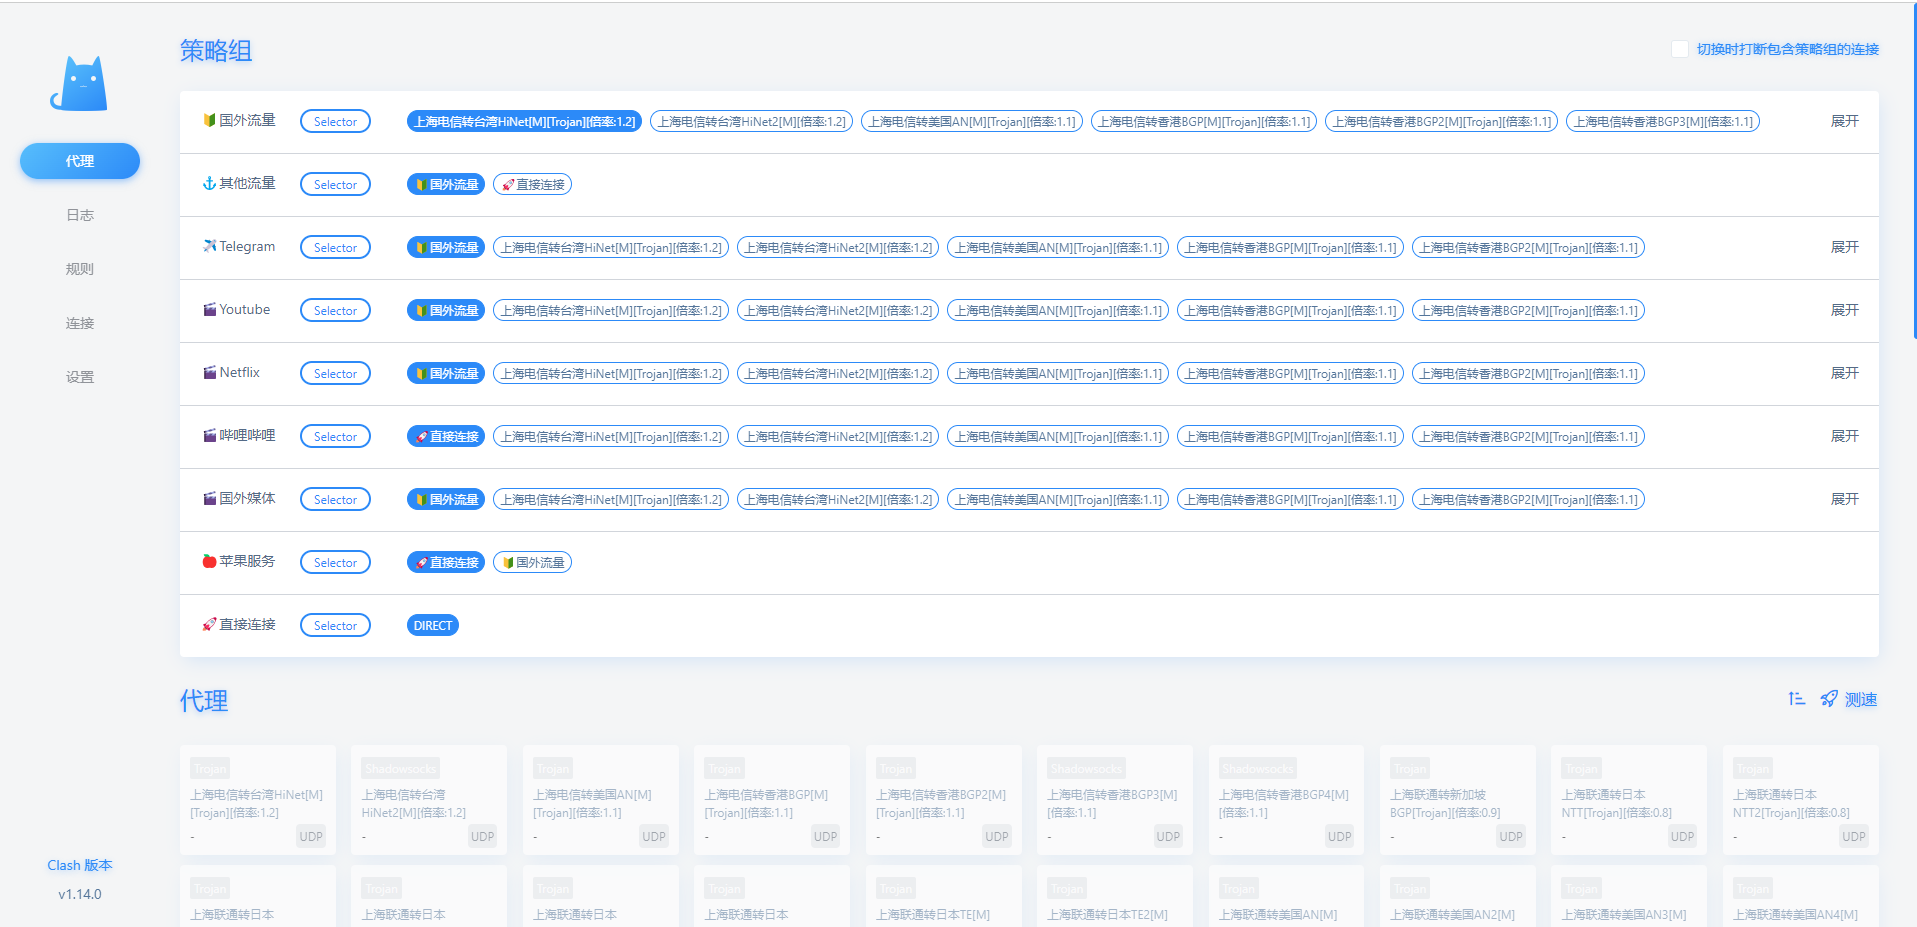 策略组
切换时打断包含策略组的连接
代理
日志
规则
连接
设置
Clash 版本
v1.14.0
国外流量 Selector 上海电信转台湾HiNet[M][Trojan][倍率:1.2] 上海电信转台湾HiNet2[M][倍率:1.2] 上海电信转美国AN[M][Trojan][倍率:1.1] 上海电信转香港BGP[M][Trojan][倍率:1.1] 上海电信转香港BGP2[M][Trojan][倍率:1.1] 上海电信转香港BGP3[M][倍率:1.1] 展开
其他流量 Selector 国外流量 直接连接
Telegram Selector 国外流量 上海电信转台湾HiNet[M][Trojan][倍率:1.2] 上海电信转台湾HiNet2[M][倍率:1.2] 上海电信转美国AN[M][Trojan][倍率:1.1] 上海电信转香港BGP[M][Trojan][倍率:1.1] 上海电信转香港BGP2[M][Trojan][倍率:1.1] 展开
Youtube Selector 国外流量 上海电信转台湾HiNet[M][Trojan][倍率:1.2] 上海电信转台湾HiNet2[M][倍率:1.2] 上海电信转美国AN[M][Trojan][倍率:1.1] 上海电信转香港BGP[M][Trojan][倍率:1.1] 上海电信转香港BGP2[M][Trojan][倍率:1.1] 展开
Netflix Selector 国外流量 上海电信转台湾HiNet[M][Trojan][倍率:1.2] 上海电信转台湾HiNet2[M][倍率:1.2] 上海电信转美国AN[M][Trojan][倍率:1.1] 上海电信转香港BGP[M][Trojan][倍率:1.1] 上海电信转香港BGP2[M][Trojan][倍率:1.1] 展开
哔哩哔哩 Selector 直接连接 上海电信转台湾HiNet[M][Trojan][倍率:1.2] 上海电信转台湾HiNet2[M][倍率:1.2] 上海电信转美国AN[M][Trojan][倍率:1.1] 上海电信转香港BGP[M][Trojan][倍率:1.1] 上海电信转香港BGP2[M][Trojan][倍率:1.1] 展开
国外媒体 Selector 国外流量 上海电信转台湾HiNet[M][Trojan][倍率:1.2] 上海电信转台湾HiNet2[M][倍率:1.2] 上海电信转美国AN[M][Trojan][倍率:1.1] 上海电信转香港BGP[M][Trojan][倍率:1.1] 上海电信转香港BGP2[M][Trojan][倍率:1.1] 展开
苹果服务 Selector 直接连接 国外流量
直接连接 Selector DIRECT
代理 测速
Trojan Shadowsocks Trojan Trojan Trojan Shadowsocks Shadowsocks Trojan Trojan Trojan
上海电信转台湾HiNet[M] 上海电信转台湾 上海电信转美国AN[M] 上海电信转香港BGP[M] 上海电信转香港BGP2[M] 上海电信转香港BGP3[M] 上海电信转香港BGP4[M] 上海联通转新加坡 上海联通转日本 上海联通转日本
[Trojan][倍率:1.2] HiNet2[M][倍率:1.2] [Trojan][倍率:1.1] [Trojan][倍率:1.1] [Trojan][倍率:1.1] [倍率:1.1] [倍率:1.1] BGP[Trojan][倍率:0.9] NTT[Trojan][倍率:0.8] NTT2[Trojan][倍率:0.8]
- UDP - UDP - UDP - UDP - UDP - UDP - UDP - UDP - UDP - UDP
Trojan Trojan Trojan Trojan Trojan Trojan Trojan Trojan Trojan Trojan
上海联通转日本 上海联通转日本 上海联通转日本 上海联通转日本 上海联通转日本TE[M] 上海联通转日本TE2[M] 上海联通转美国AN[M] 上海联通转美国AN2[M] 上海联通转美国AN3[M] 上海联通转美国AN4[M]